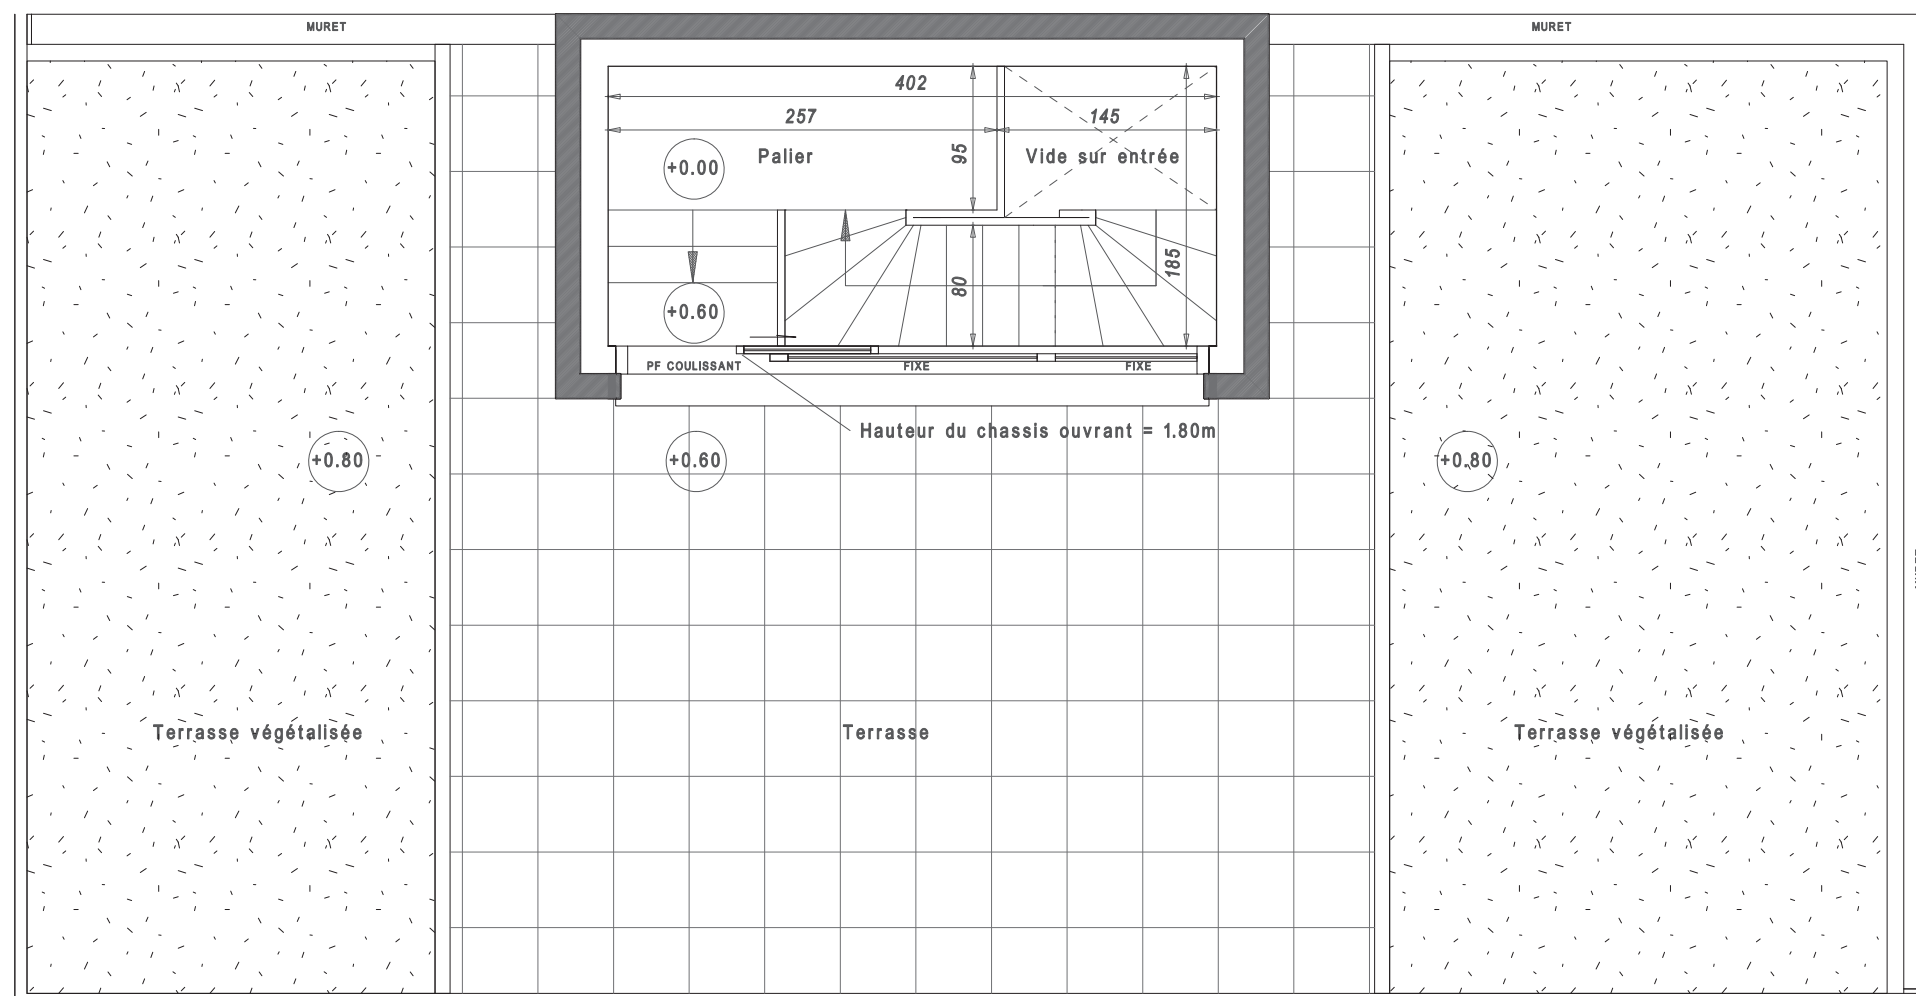 MURET
MURET
402
257
145
Palier
95
Vide sur entrée
+0.00
185
80
+0.60
PF COULISSANT
FIXE
FIXE
Hauteur du chassis ouvrant = 1.80m
+0.80
+0.60
+0.80
Terrasse végétalisée
Terrasse
Terrasse végétalisée